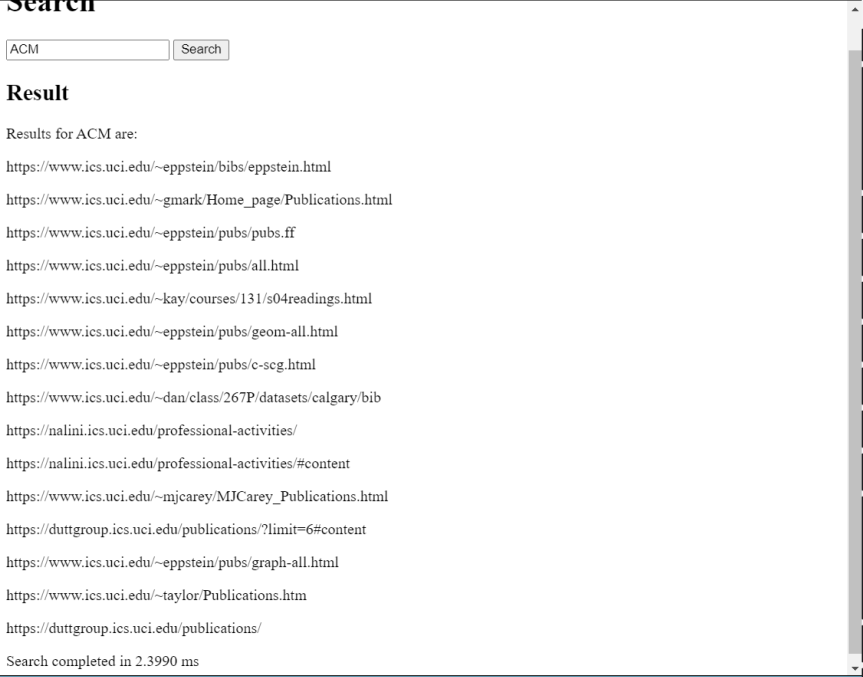 Search
ACM Search
Result
Results for ACM are:
https://www.ics.uci.edu/~eppstein/bibs/eppstein.html
https://www.ics.uci.edu/~gmark/Home_page/Publications.html
https://www.ics.uci.edu/~eppstein/pubs/pubs.ff
https://www.ics.uci.edu/~eppstein/pubs/all.html
https://www.ics.uci.edu/~kay/courses/131/s04readings.html
https://www.ics.uci.edu/~eppstein/pubs/geom-all.html
https://www.ics.uci.edu/~eppstein/pubs/c-scg.html
https://www.ics.uci.edu/~dan/class/267P/datasets/calgary/bib
https://nalini.ics.uci.edu/professional-activities/
https://nalini.ics.uci.edu/professional-activities/#content
https://www.ics.uci.edu/~mjcarey/MJCarey_Publications.html
https://duttgroup.ics.uci.edu/publications/?limit=6#content
https://www.ics.uci.edu/~eppstein/pubs/graph-all.html
https://www.ics.uci.edu/~taylor/Publications.htm
https://duttgroup.ics.uci.edu/publications/
Search completed in 2.3990 ms